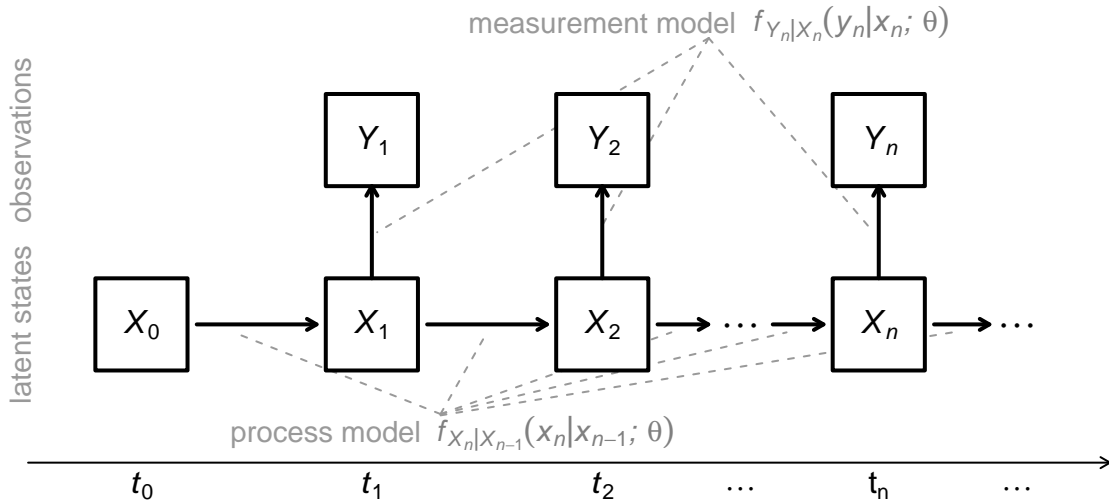 measurement model f_{Y_n|X_n}(y_n|x_n; θ)
observations
Y_1 Y_2 Y_n
latent states
X_0 X_1 X_2 ... X_n ...
process model f_{X_n|X_{n−1}}(x_n|x_{n−1}; θ)
t_0 t_1 t_2 ... t_n ...